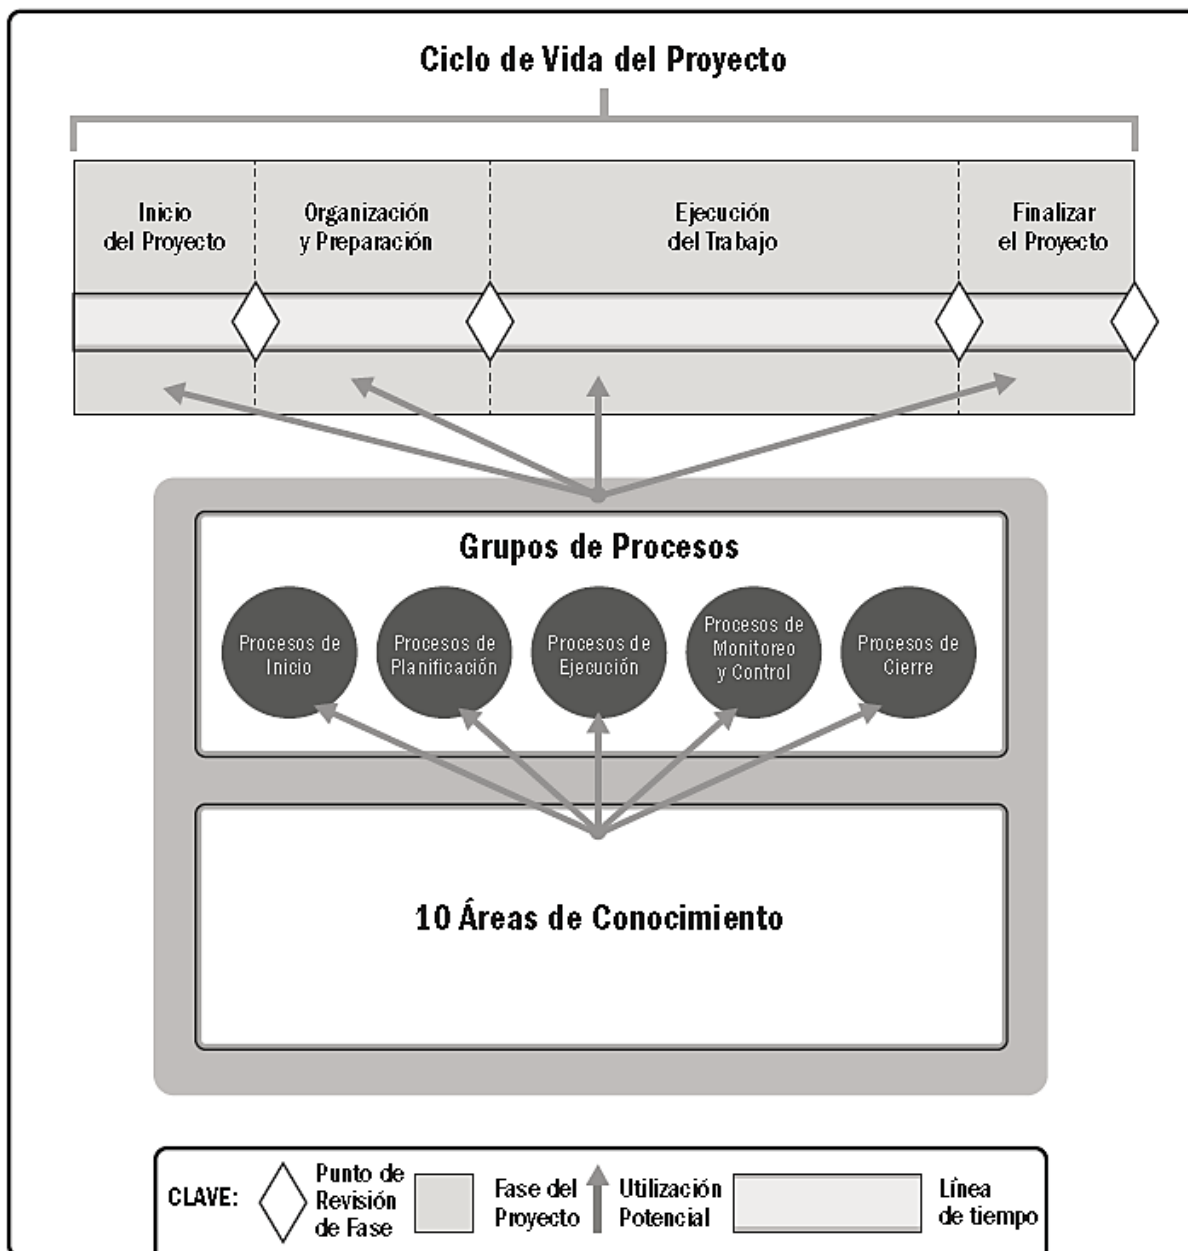 Ciclo de Vida del Proyecto
Inicio
del Proyecto
Organización
y Preparación
Ejecución
del Trabajo
Finalizar
el Proyecto
Grupos de Procesos
Procesos de
Inicio
Procesos de
Planificación
Procesos de
Ejecución
Procesos de
Monitoreo
y Control
Procesos de
Cierre
10 Áreas de Conocimiento
CLAVE:
Punto de
Revisión
de Fase
Fase del
Proyecto
Utilización
Potencial
Línea
de tiempo